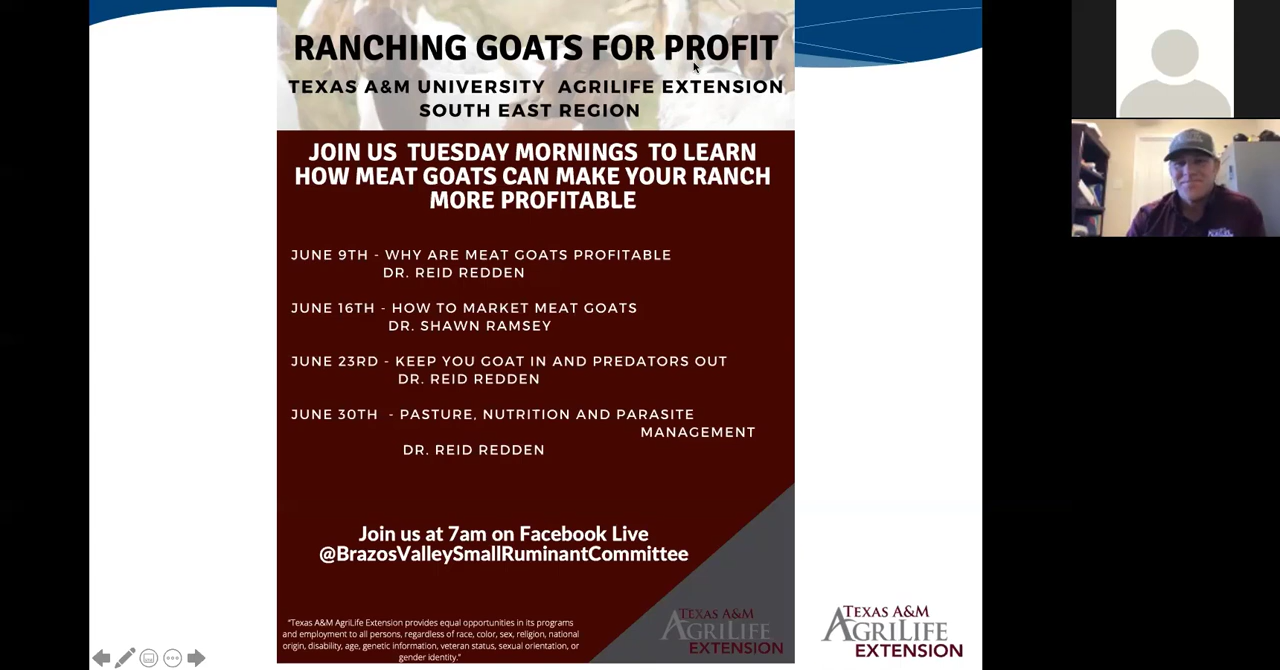 RANCHING GOATS FOR PROFIT
TEXAS A&M UNIVERSITY AGRILIFE EXTENSION
SOUTH EAST REGION
JOIN US TUESDAY MORNINGS TO LEARN
HOW MEAT GOATS CAN MAKE YOUR RANCH
MORE PROFITABLE
JUNE 9TH - WHY ARE MEAT GOATS PROFITABLE
DR. REID REDDEN
JUNE 16TH - HOW TO MARKET MEAT GOATS
DR. SHAWN RAMSEY
JUNE 23RD - KEEP YOU GOAT IN AND PREDATORS OUT
DR. REID REDDEN
JUNE 30TH - PASTURE, NUTRITION AND PARASITE
MANAGEMENT
DR. REID REDDEN
Join us at 7am on Facebook Live
@BrazosValleySmallRuminantCommittee
"Texas A&M AgriLife Extension provides equal opportunities in its programs
and employment to all persons, regardless of race, color, sex, religion, national
origin, disability, age, genetic information, veteran status, sexual orientation, or
gender identity."
TEXAS A&M
AGRILIFE
EXTENSION
TEXAS A&M
AGRILIFE
EXTENSION